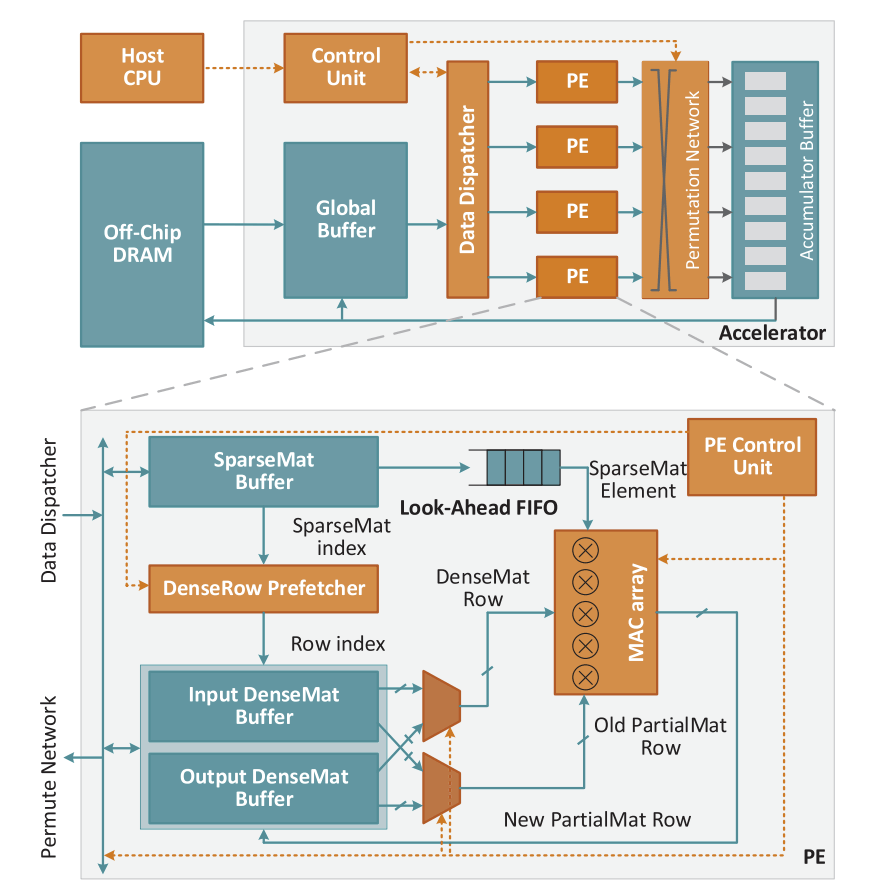 Host
CPU
Control
Unit
Off-Chip
DRAM
Global
Buffer
Data Dispatcher
PE
PE
PE
PE
Permutation Network
Accumulator Buffer
Accelerator
Data Dispatcher
Permute Network
SparseMat
Buffer
Look-Ahead FIFO
SparseMat
Element
PE Control
Unit
SparseMat
index
DenseRow Prefetcher
DenseMat
Row
MAC array
Row index
Input DenseMat
Buffer
Output DenseMat
Buffer
Old PartialMat
Row
New PartialMat Row
PE